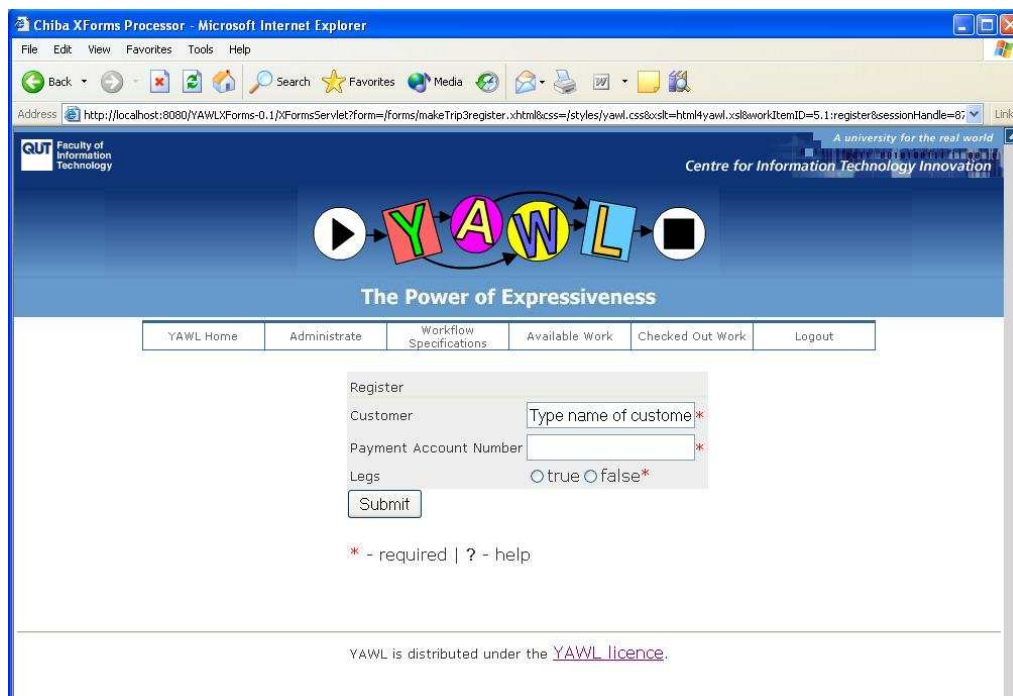 Chiba XForms Processor - Microsoft Internet Explorer
File Edit View Favorites Tools Help
Back Search Favorites Media
Address http://localhost:8080/YAWLXForms-0.1/XFormsServlet?form=/forms/makeTrip3register.xhtml&css=/styles/yawl.css&xslt=html4yawl.xsl&workItemID=5.1:register&sessionHandle=87 Link
QUT Faculty of
Information
Technology
A university for the real world
Centre for Information Technology Innovation
YAWL
The Power of Expressiveness
YAWL Home Administrate Workflow Specifications Available Work Checked Out Work Logout
Register
Customer Type name of custome *
Payment Account Number *
Legs true false*
Submit
* - required | ? - help
YAWL is distributed under the YAWL licence.